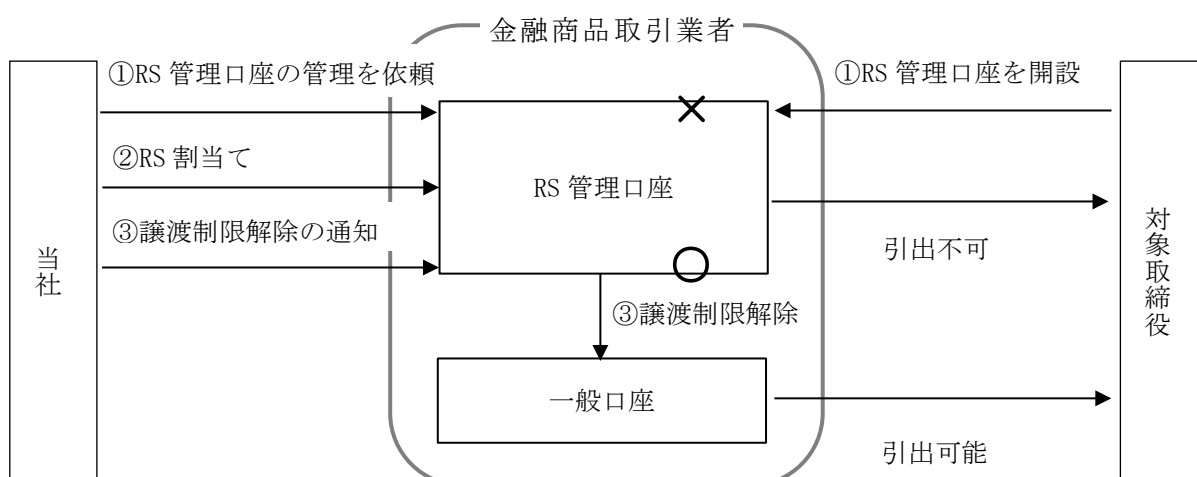 金融商品取引業者
①RS 管理口座の管理を依頼
①RS 管理口座を開設
②RS 割当て
RS 管理口座
③譲渡制限解除の通知
引出不可
当社
対象取締役
③譲渡制限解除
一般口座
引出可能